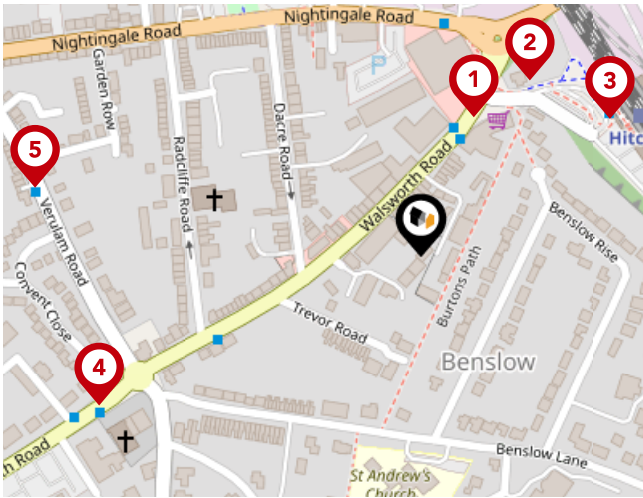 Nightingale Road
Nightingale Road
2
1
3
P
Garden Row
Dacre Road
Hitc
5
Radcliffe Road
Walsworth Road
Verulam Road
Benslow Rise
Convent Close
Burtons Path
Trevor Road
Benslow
4
th Road
Benslow Lane
St Andrew's
Church